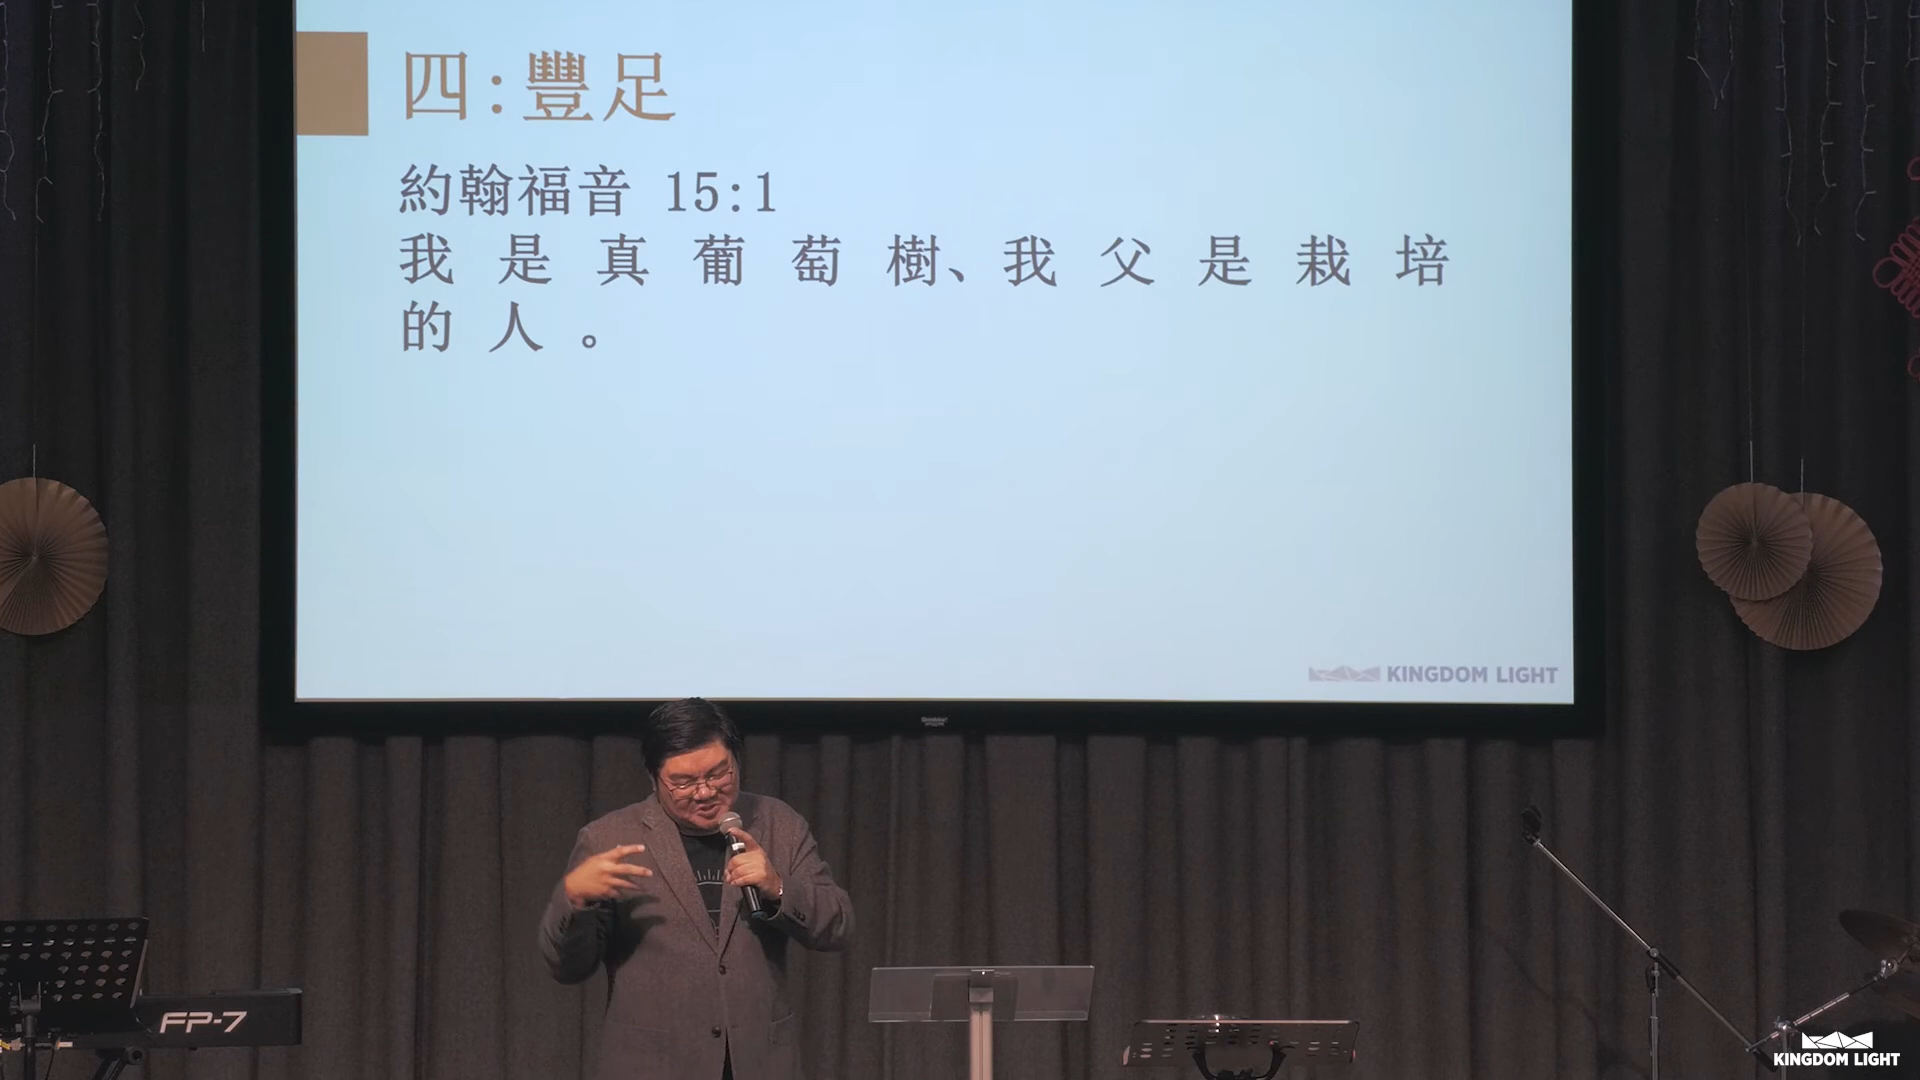 四:豐足
約翰福音 15:1
我 是 真 葡 萄 樹、我 父 是 栽 培
的 人 。
KINGDOM LIGHT
FP-7
KINGDOM LIGHT